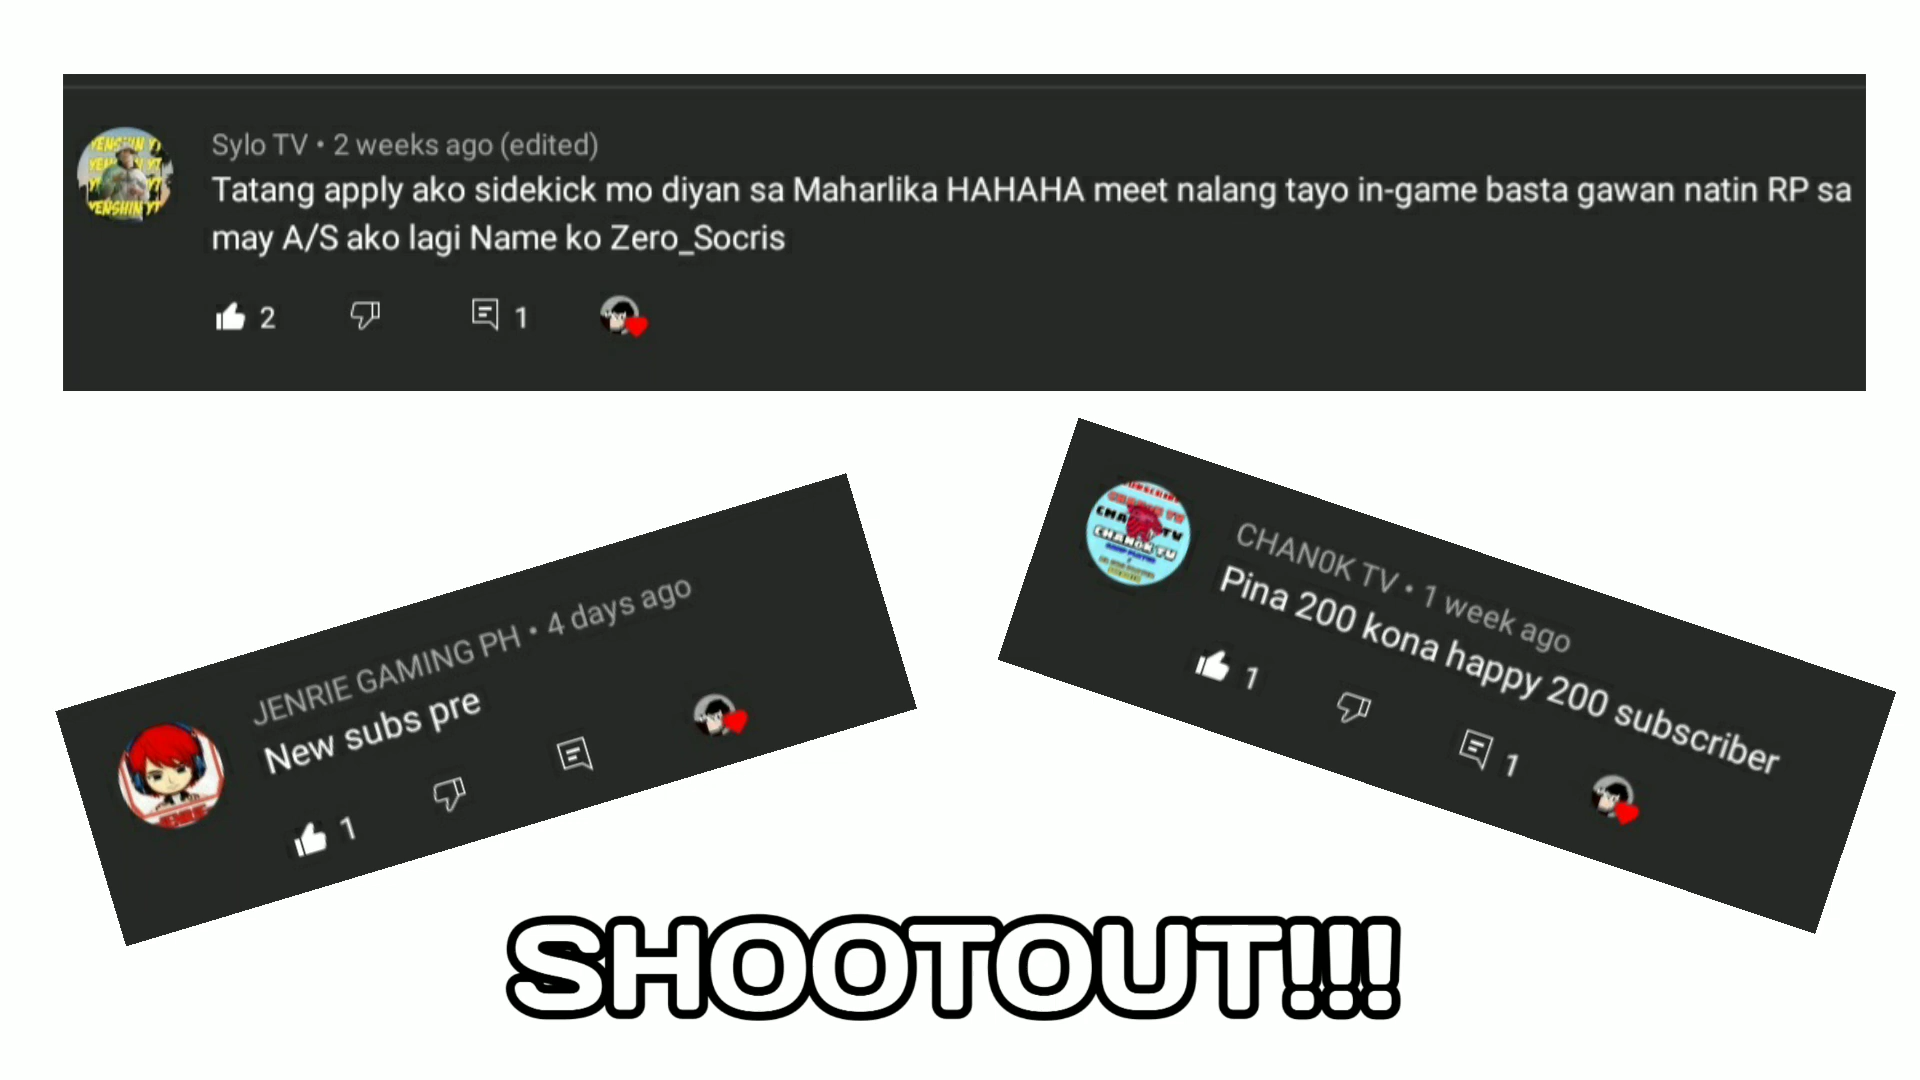 Sylo TV • 2 weeks ago (edited)
Tatang apply ako sidekick mo diyan sa Maharlika HAHAHA meet nalang tayo in-game basta gawan natin RP sa
may A/S ako lagi Name ko Zero_Socris
2
1
JENRIE GAMING PH • 4 days ago
New subs pre
1
CHAN0K TV • 1 week ago
Pina 200 kona happy 200 subscriber
1
1
SHOOTOUT!!!